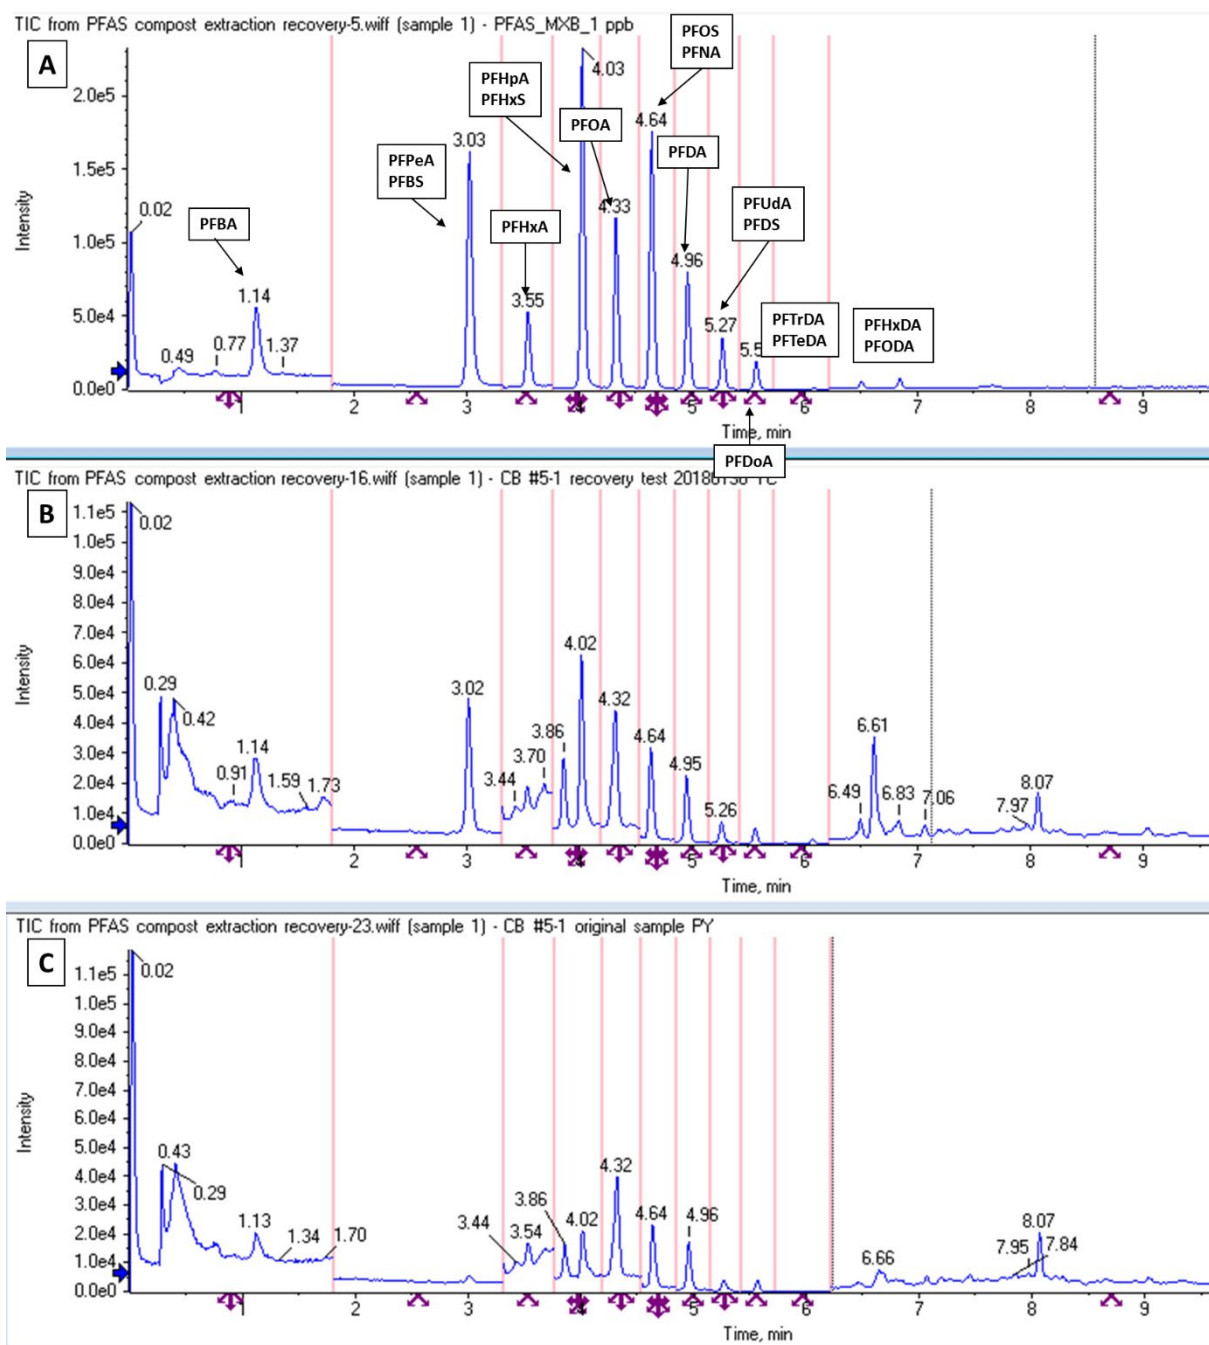 TIC from PFAS compost extraction recovery-5.wiff (sample 1) - PFAS_MXB_1 ppb
A
PFOS
PFNA
4.03
PFHpA
PFHxS
2.0e5
4.64
PFOA
PFDA
3.03
1.5e5
PFPeA
PFBS
PFUdA
PFDS
0.02
4.33
PFBA
PFHxA
1.0e5
4.96
Intensity
1.14
3.55
5.27
PFTrDA
PFTeDA
PFHxDA
PFODA
5.0e4
0.49
0.77
1.37
5.5
0.0e0
1 2 3 4 5 6 7 8 9
Time, min
PFDoA
TIC from PFAS compost extraction recovery-16.wiff (sample 1) - CB #5-1 recovery test
B
1.1e5
0.02
1.0e5
9.0e4
8.0e4
7.0e4
Intensity
6.0e4
4.02
5.0e4
0.29
3.02
4.32
4.0e4
0.42
3.86
4.64
6.61
3.0e4
1.14
3.70
4.95
2.0e4
0.91
1.59
1.73
3.44
5.26
6.49
6.83
7.06
7.97
8.07
1.0e4
0.0e0
1 2 3 4 5 6 7 8 9
Time, min
TIC from PFAS compost extraction recovery-23.wiff (sample 1) - CB #5-1 original sample PY
C
0.02
1.1e5
1.0e5
9.0e4
8.0e4
7.0e4
Intensity
6.0e4
5.0e4
0.43
4.32
4.0e4
0.29
3.86
3.0e4
1.13
3.44
3.54
4.02
4.64
4.96
8.07
2.0e4
1.34
1.70
6.66
7.95
7.84
1.0e4
0.0e0
1 2 3 4 5 6 7 8 9
Time, min